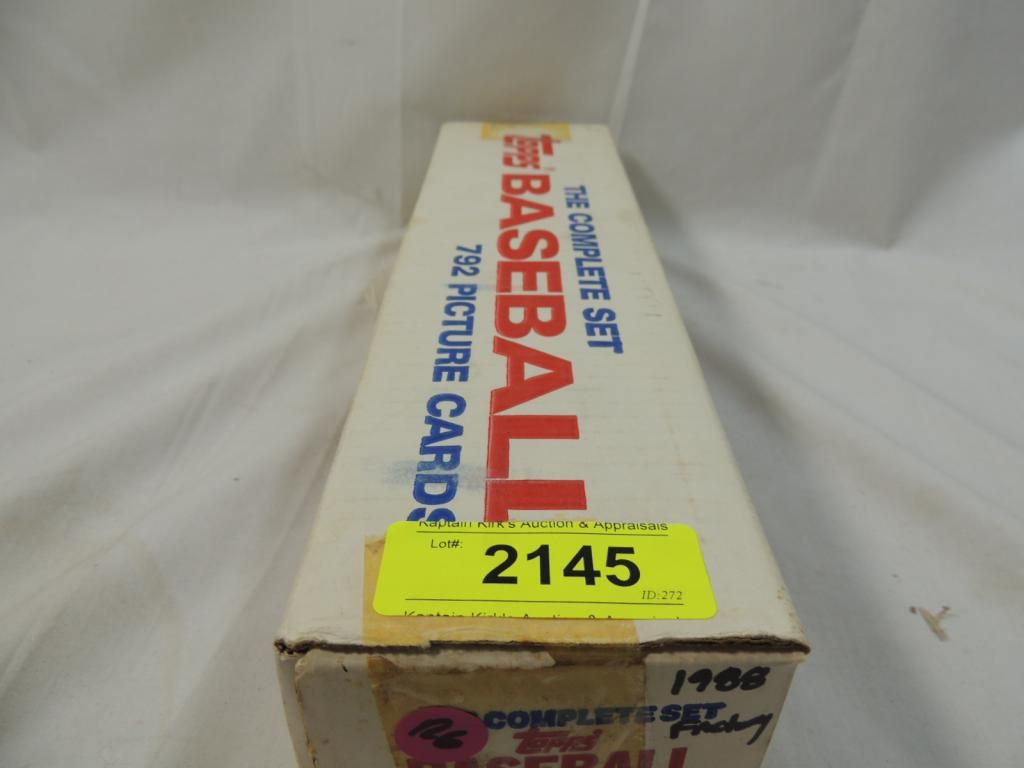 THE COMPLETE SET
Topps BASEBALL
792 PICTURE CARDS
Kaptain Kirk's Auction & Appraisals
Lot#: 2145
ID:272
1988
COMPLETE SET
Factory
Topps
BASEBALL